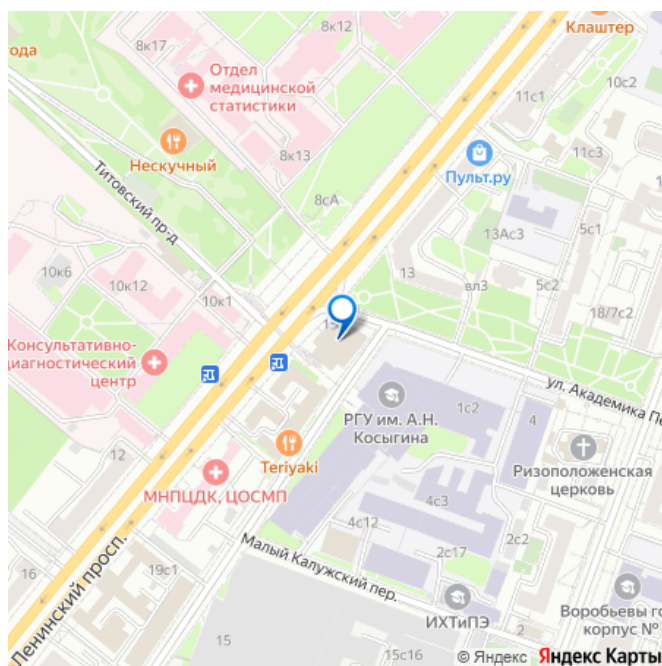 Клаштер
8к12
8к17
10с2
года
Отдел
медицинской
статистики
11с1
8к13
11с3
Нескучный
Пульт.ру
Титовский пр-д
8сА
13Ас3
5с1
10к6
10к12
13
вл3
5с2
10к1
18/7с2
Консультативно-
диагностический
центр
ул. Академика Пе
РГУ им. А.Н.
Косыгина
1с2
4
Ризоположенская
церковь
Teriyaki
12
МНПЦДК, ЦОСМП
4с3
4с12
2с2
Малый Калужский пер.
2с17
Ленинский просп.
16
19с1
ИХТиПЭ
Воробьевы го
корпус №
15
15с16
2
© Яндекс Яндекс Карты